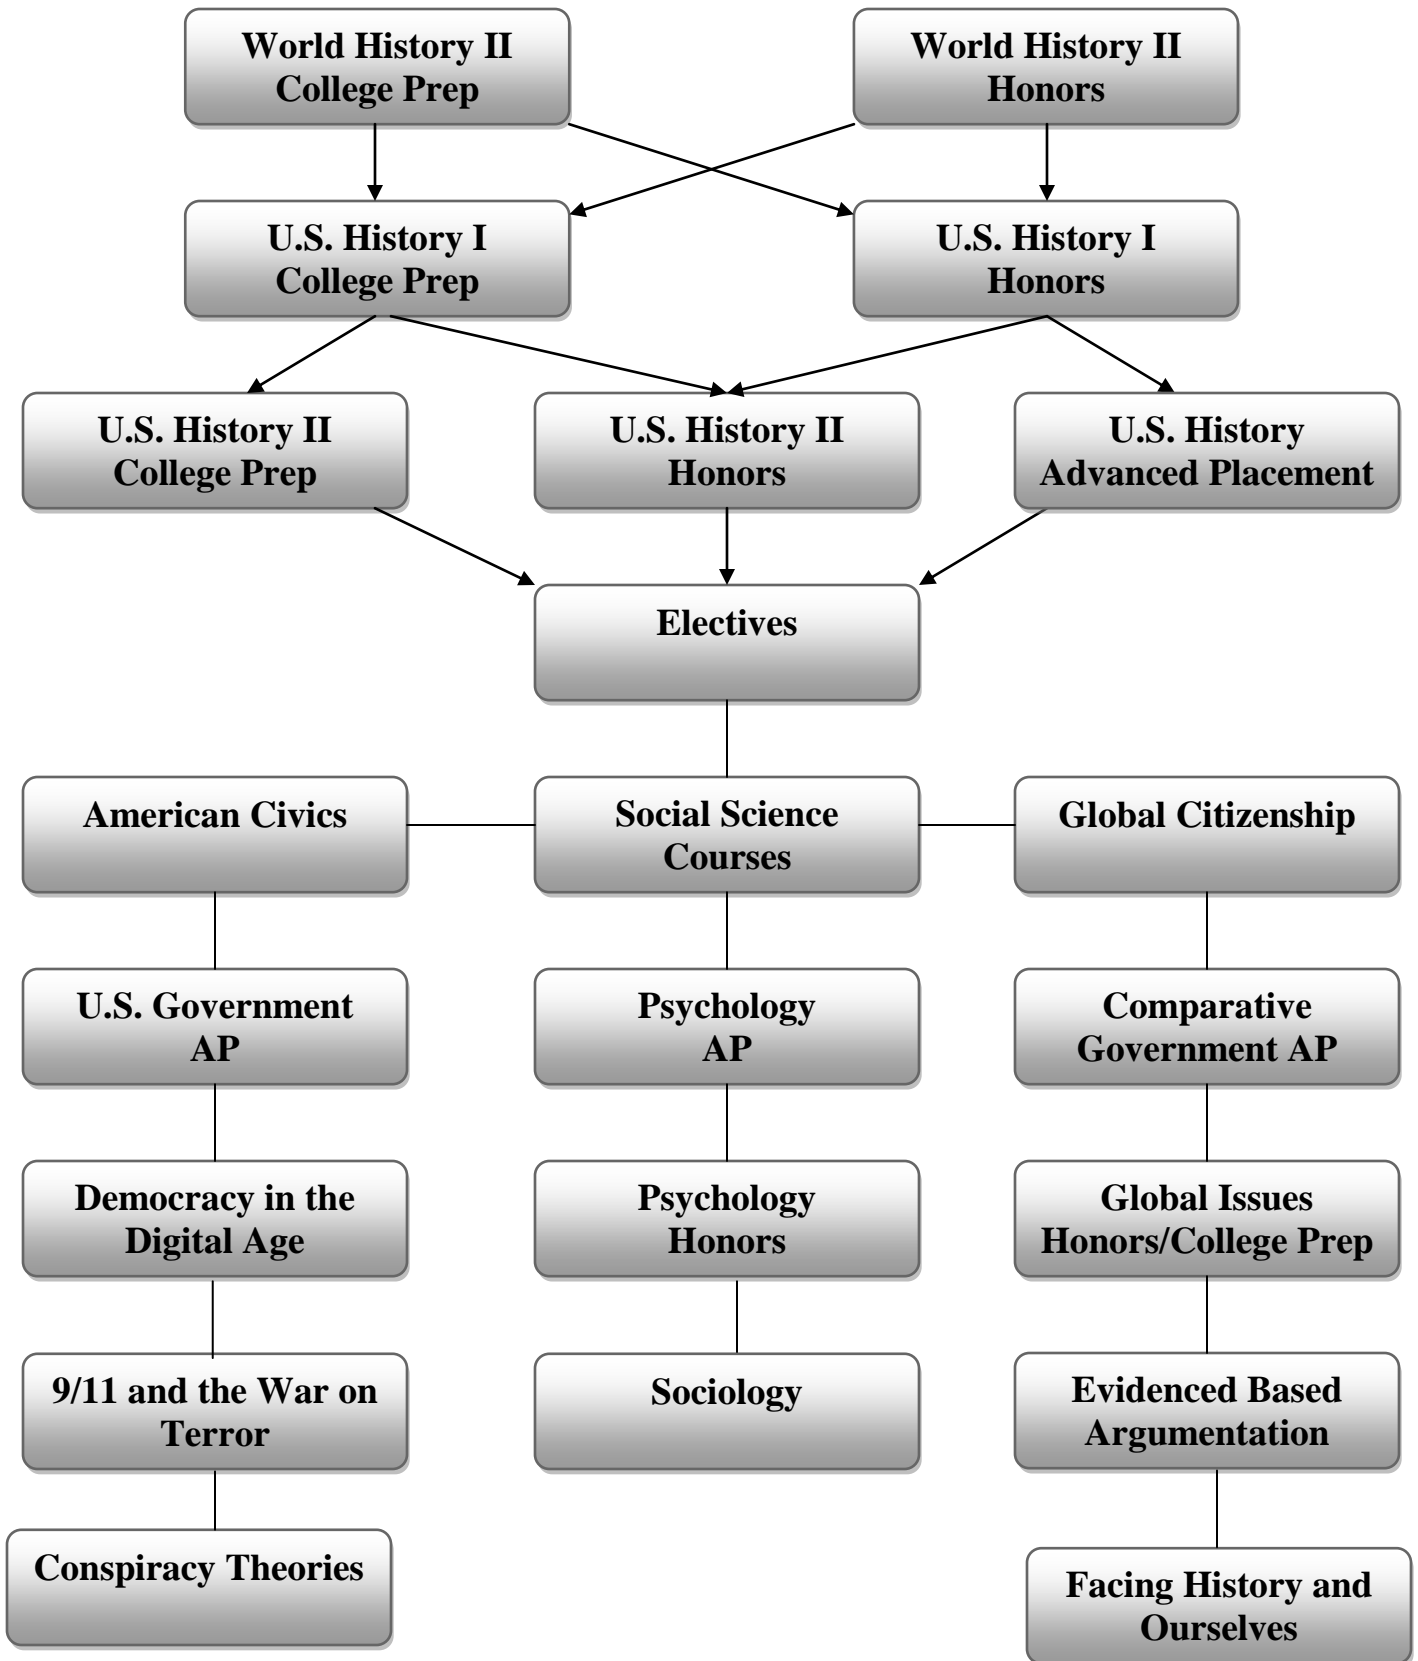 World History II
College Prep
World History II
Honors
U.S. History I
College Prep
U.S. History I
Honors
U.S. History II
College Prep
U.S. History II
Honors
U.S. History
Advanced Placement
Electives
American Civics
Social Science
Courses
Global Citizenship
U.S. Government
AP
Psychology
AP
Comparative
Government AP
Democracy in the
Digital Age
Psychology
Honors
Global Issues
Honors/College Prep
9/11 and the War on
Terror
Sociology
Evidenced Based
Argumentation
Conspiracy Theories
Facing History and
Ourselves